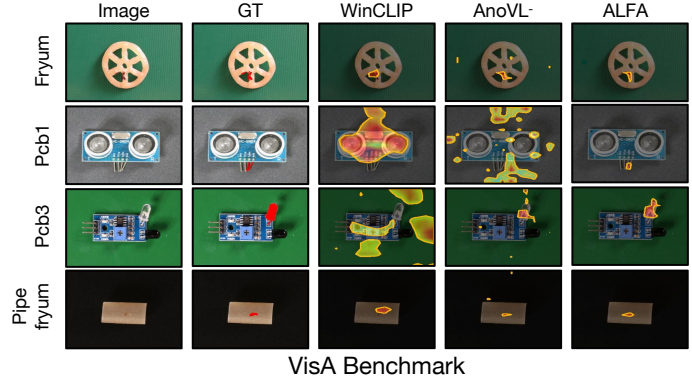 Image GT WinCLIP AnoVL- ALFA
Fryum
Pcb1
Pcb3
Pipe
fryum
VisA Benchmark